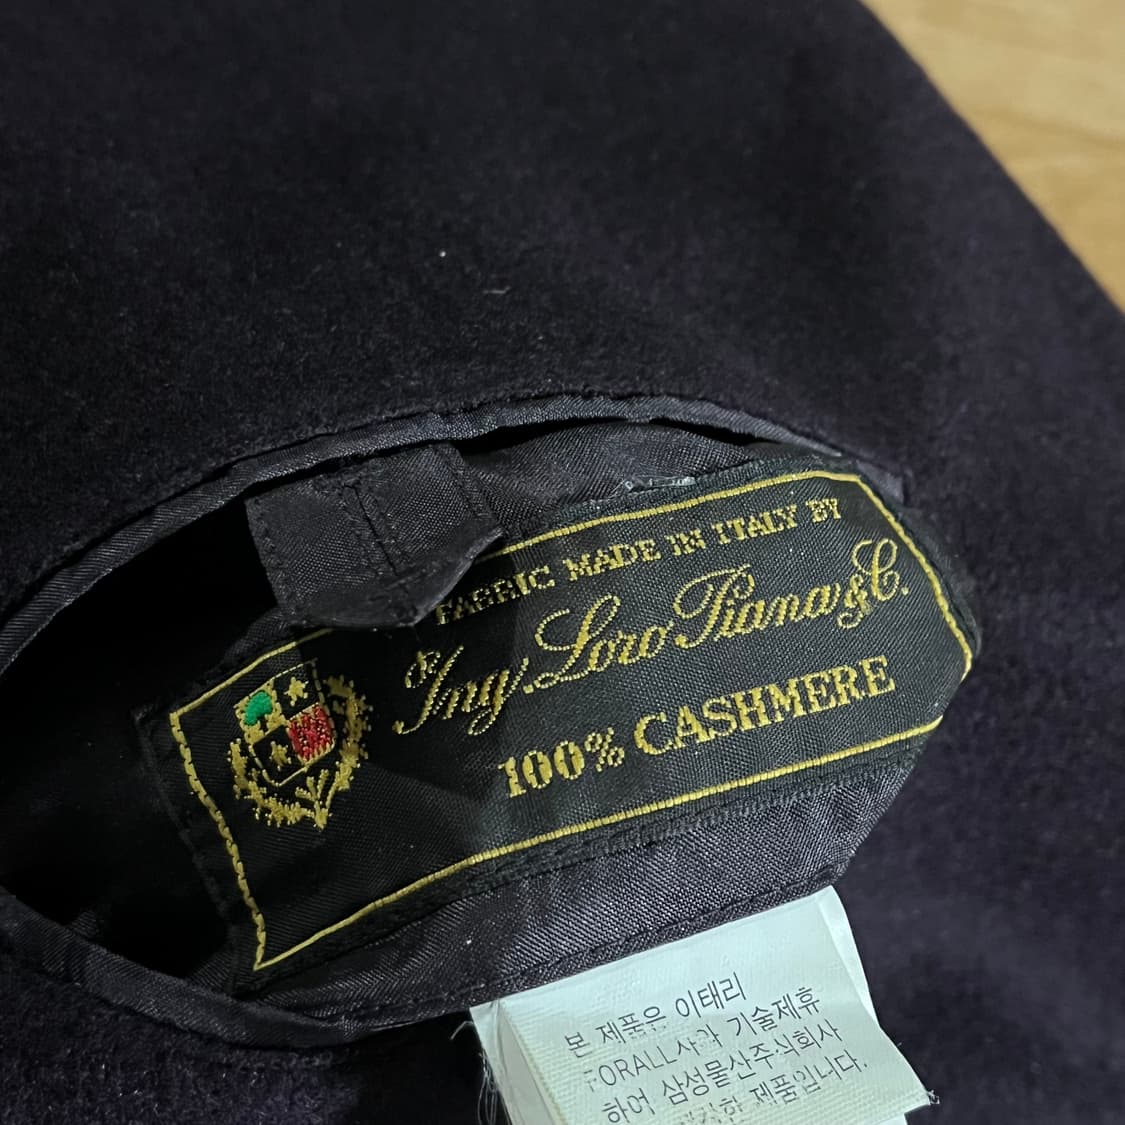 FABRIC MADE IN ITALY BY
Ing. Loro Piana & C.
100% CASHMERE
본 제품은 이태리
FORALL사와 기술제휴
하여 삼성물산주식회사
제품입니다.